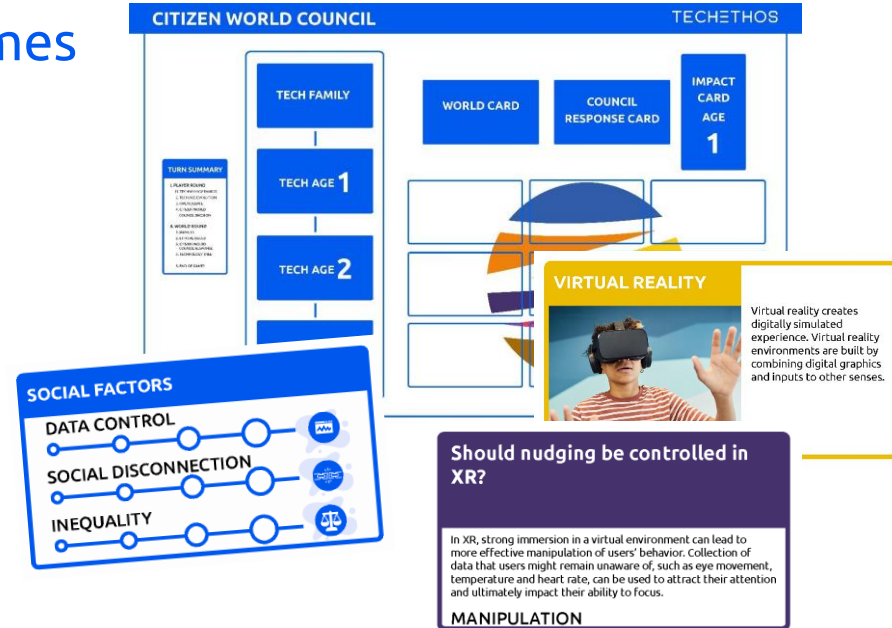 mes
CITIZEN WORLD COUNCIL
TECHΞTHOS
TECH FAMILY
WORLD CARD
COUNCIL
RESPONSE CARD
IMPACT
CARD
AGE
1
TURN SUMMARY
I. PLAYER ROUND
TECH AGE 1
TECH AGE 2
VIRTUAL REALITY
Virtual reality creates
digitally simulated
experience. Virtual reality
environments are built by
combining digital graphics
and inputs to other senses.
SOCIAL FACTORS
DATA CONTROL
SOCIAL DISCONNECTION
INEQUALITY
Should nudging be controlled in
XR?
In XR, strong immersion in a virtual environment can lead to
more effective manipulation of users' behavior. Collection of
data that users might remain unaware of, such as eye movement,
temperature and heart rate, can be used to attract their attention
and ultimately impact their ability to focus.
MANIPULATION